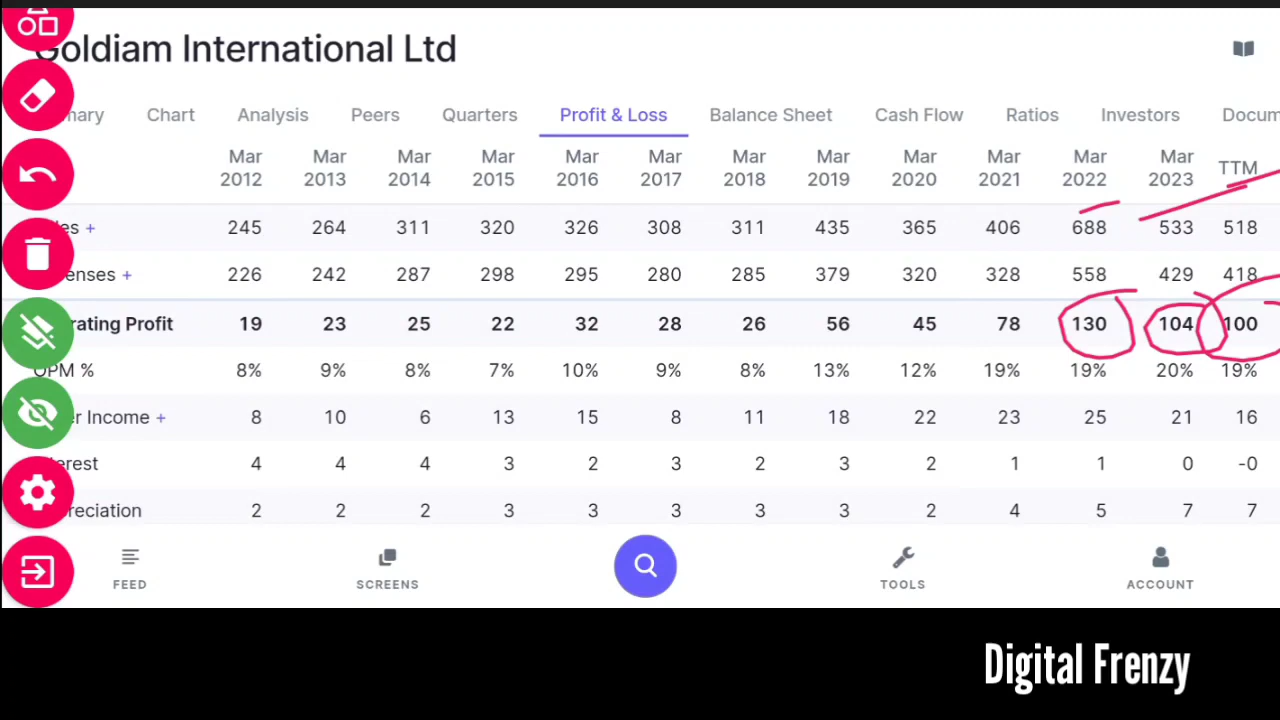 Goldiam International Ltd
mary Chart Analysis Peers Quarters Profit & Loss Balance Sheet Cash Flow Ratios Investors Docum
Mar 2012 Mar 2013 Mar 2014 Mar 2015 Mar 2016 Mar 2017 Mar 2018 Mar 2019 Mar 2020 Mar 2021 Mar 2022 Mar 2023 TTM
es + 245 264 311 320 326 308 311 435 365 406 688 533 518
enses + 226 242 287 298 295 280 285 379 320 328 558 429 418
rating Profit 19 23 25 22 32 28 26 56 45 78 130 104 100
OPM % 8% 9% 8% 7% 10% 9% 8% 13% 12% 19% 19% 20% 19%
er Income + 8 10 6 13 15 8 11 18 22 23 25 21 16
erest 4 4 4 3 2 3 2 3 2 1 1 0 -0
reciation 2 2 2 3 3 3 3 3 2 4 5 7 7
FEED SCREENS TOOLS ACCOUNT
Digital Frenzy